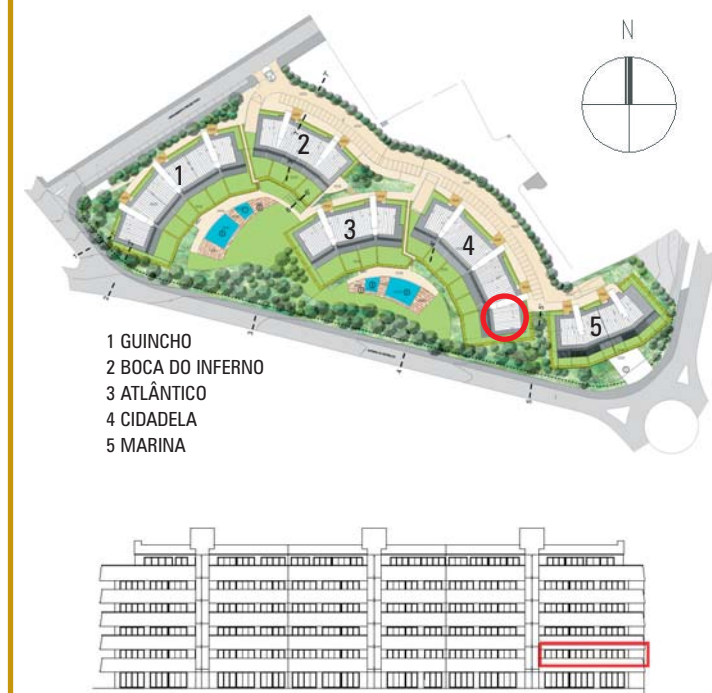 N
1
2
3
4
5
1 GUINCHO
2 BOCA DO INFERNO
3 ATLÂNTICO
4 CIDADELA
5 MARINA